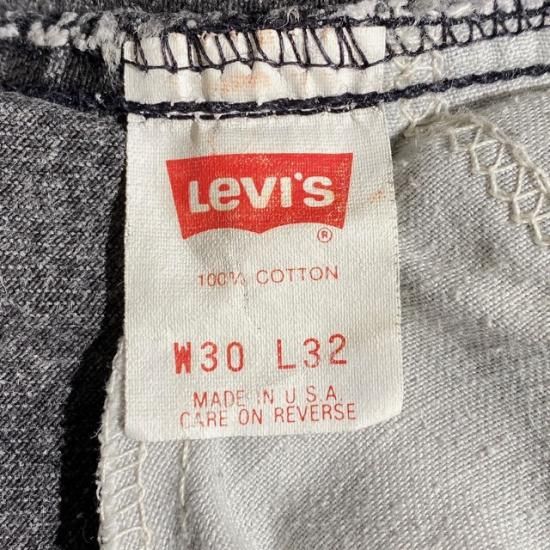 Levi's
®
100% COTTON
W30 L32
MADE IN U.S.A.
CARE ON REVERSE